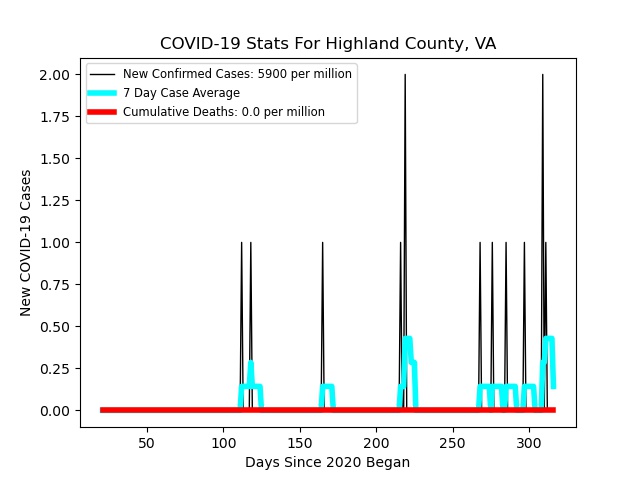 COVID-19 Stats For Highland County, VA
New Confirmed Cases: 5900 per million
7 Day Case Average
Cumulative Deaths: 0.0 per million
New COVID-19 Cases
2.00
1.75
1.50
1.25
1.00
0.75
0.50
0.25
0.00
50 100 150 200 250 300
Days Since 2020 Began